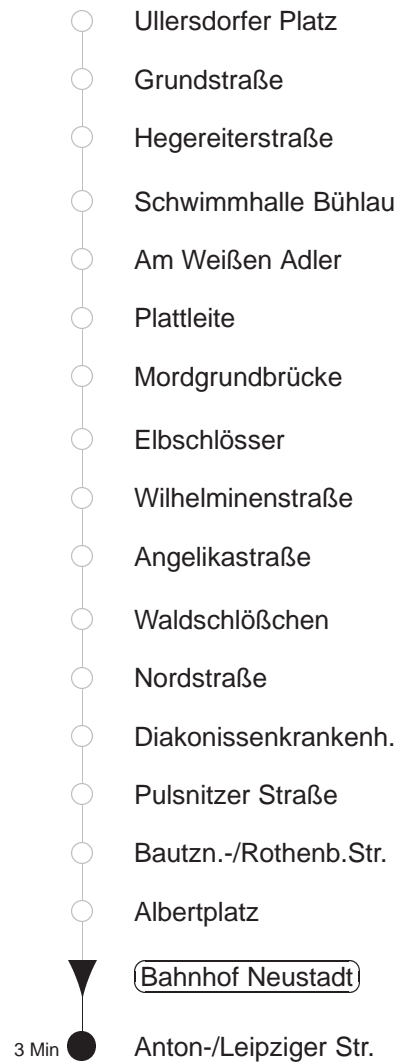 Ullersdorfer Platz
Grundstraße
Hegereiterstraße
Schwimmhalle Bühlau
Am Weißen Adler
Plattleite
Mordgrundbrücke
Elbschlösser
Wilhelminenstraße
Angelikastraße
Waldschlößchen
Nordstraße
Diakonissenkrankenh.
Pulsnitzer Straße
Bautzn.-/Rothenb.Str.
Albertplatz
Bahnhof Neustadt
3 Min Anton-/Leipziger Str.